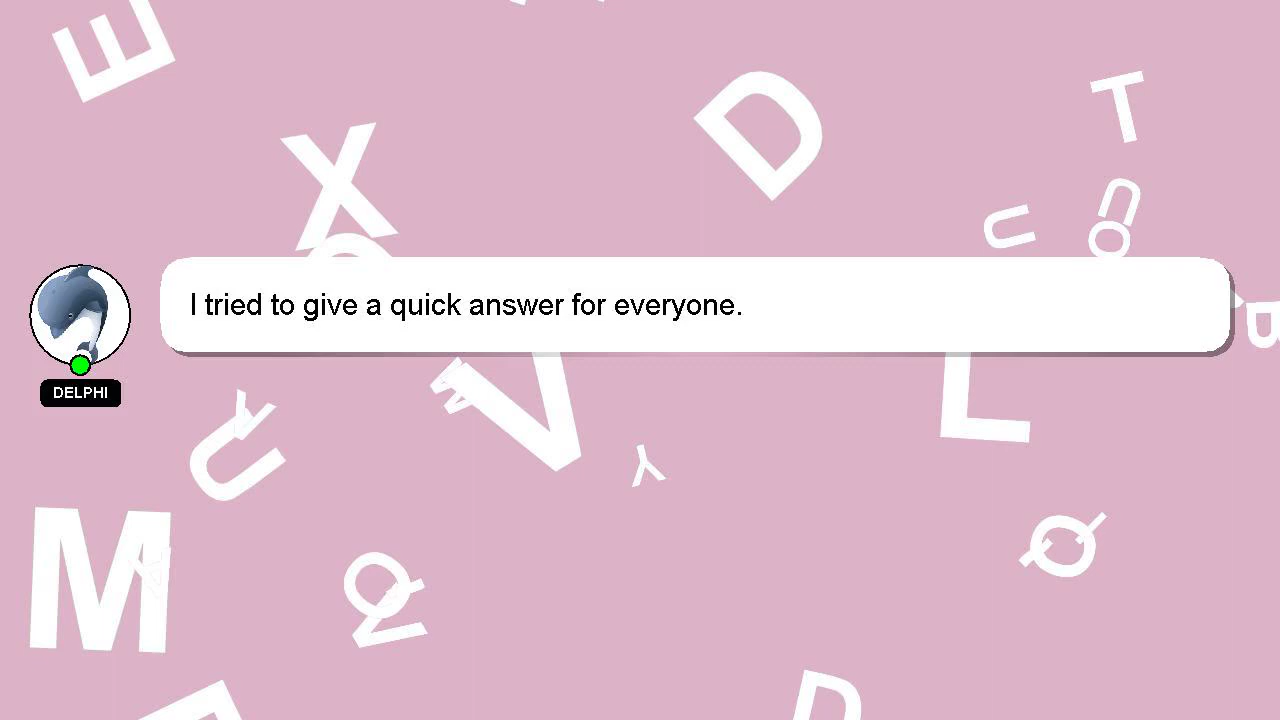 I tried to give a quick answer for everyone.
DELPHI
E
X
D
T
U
U
O
B
V
L
Y
U
Y
M
Q
D